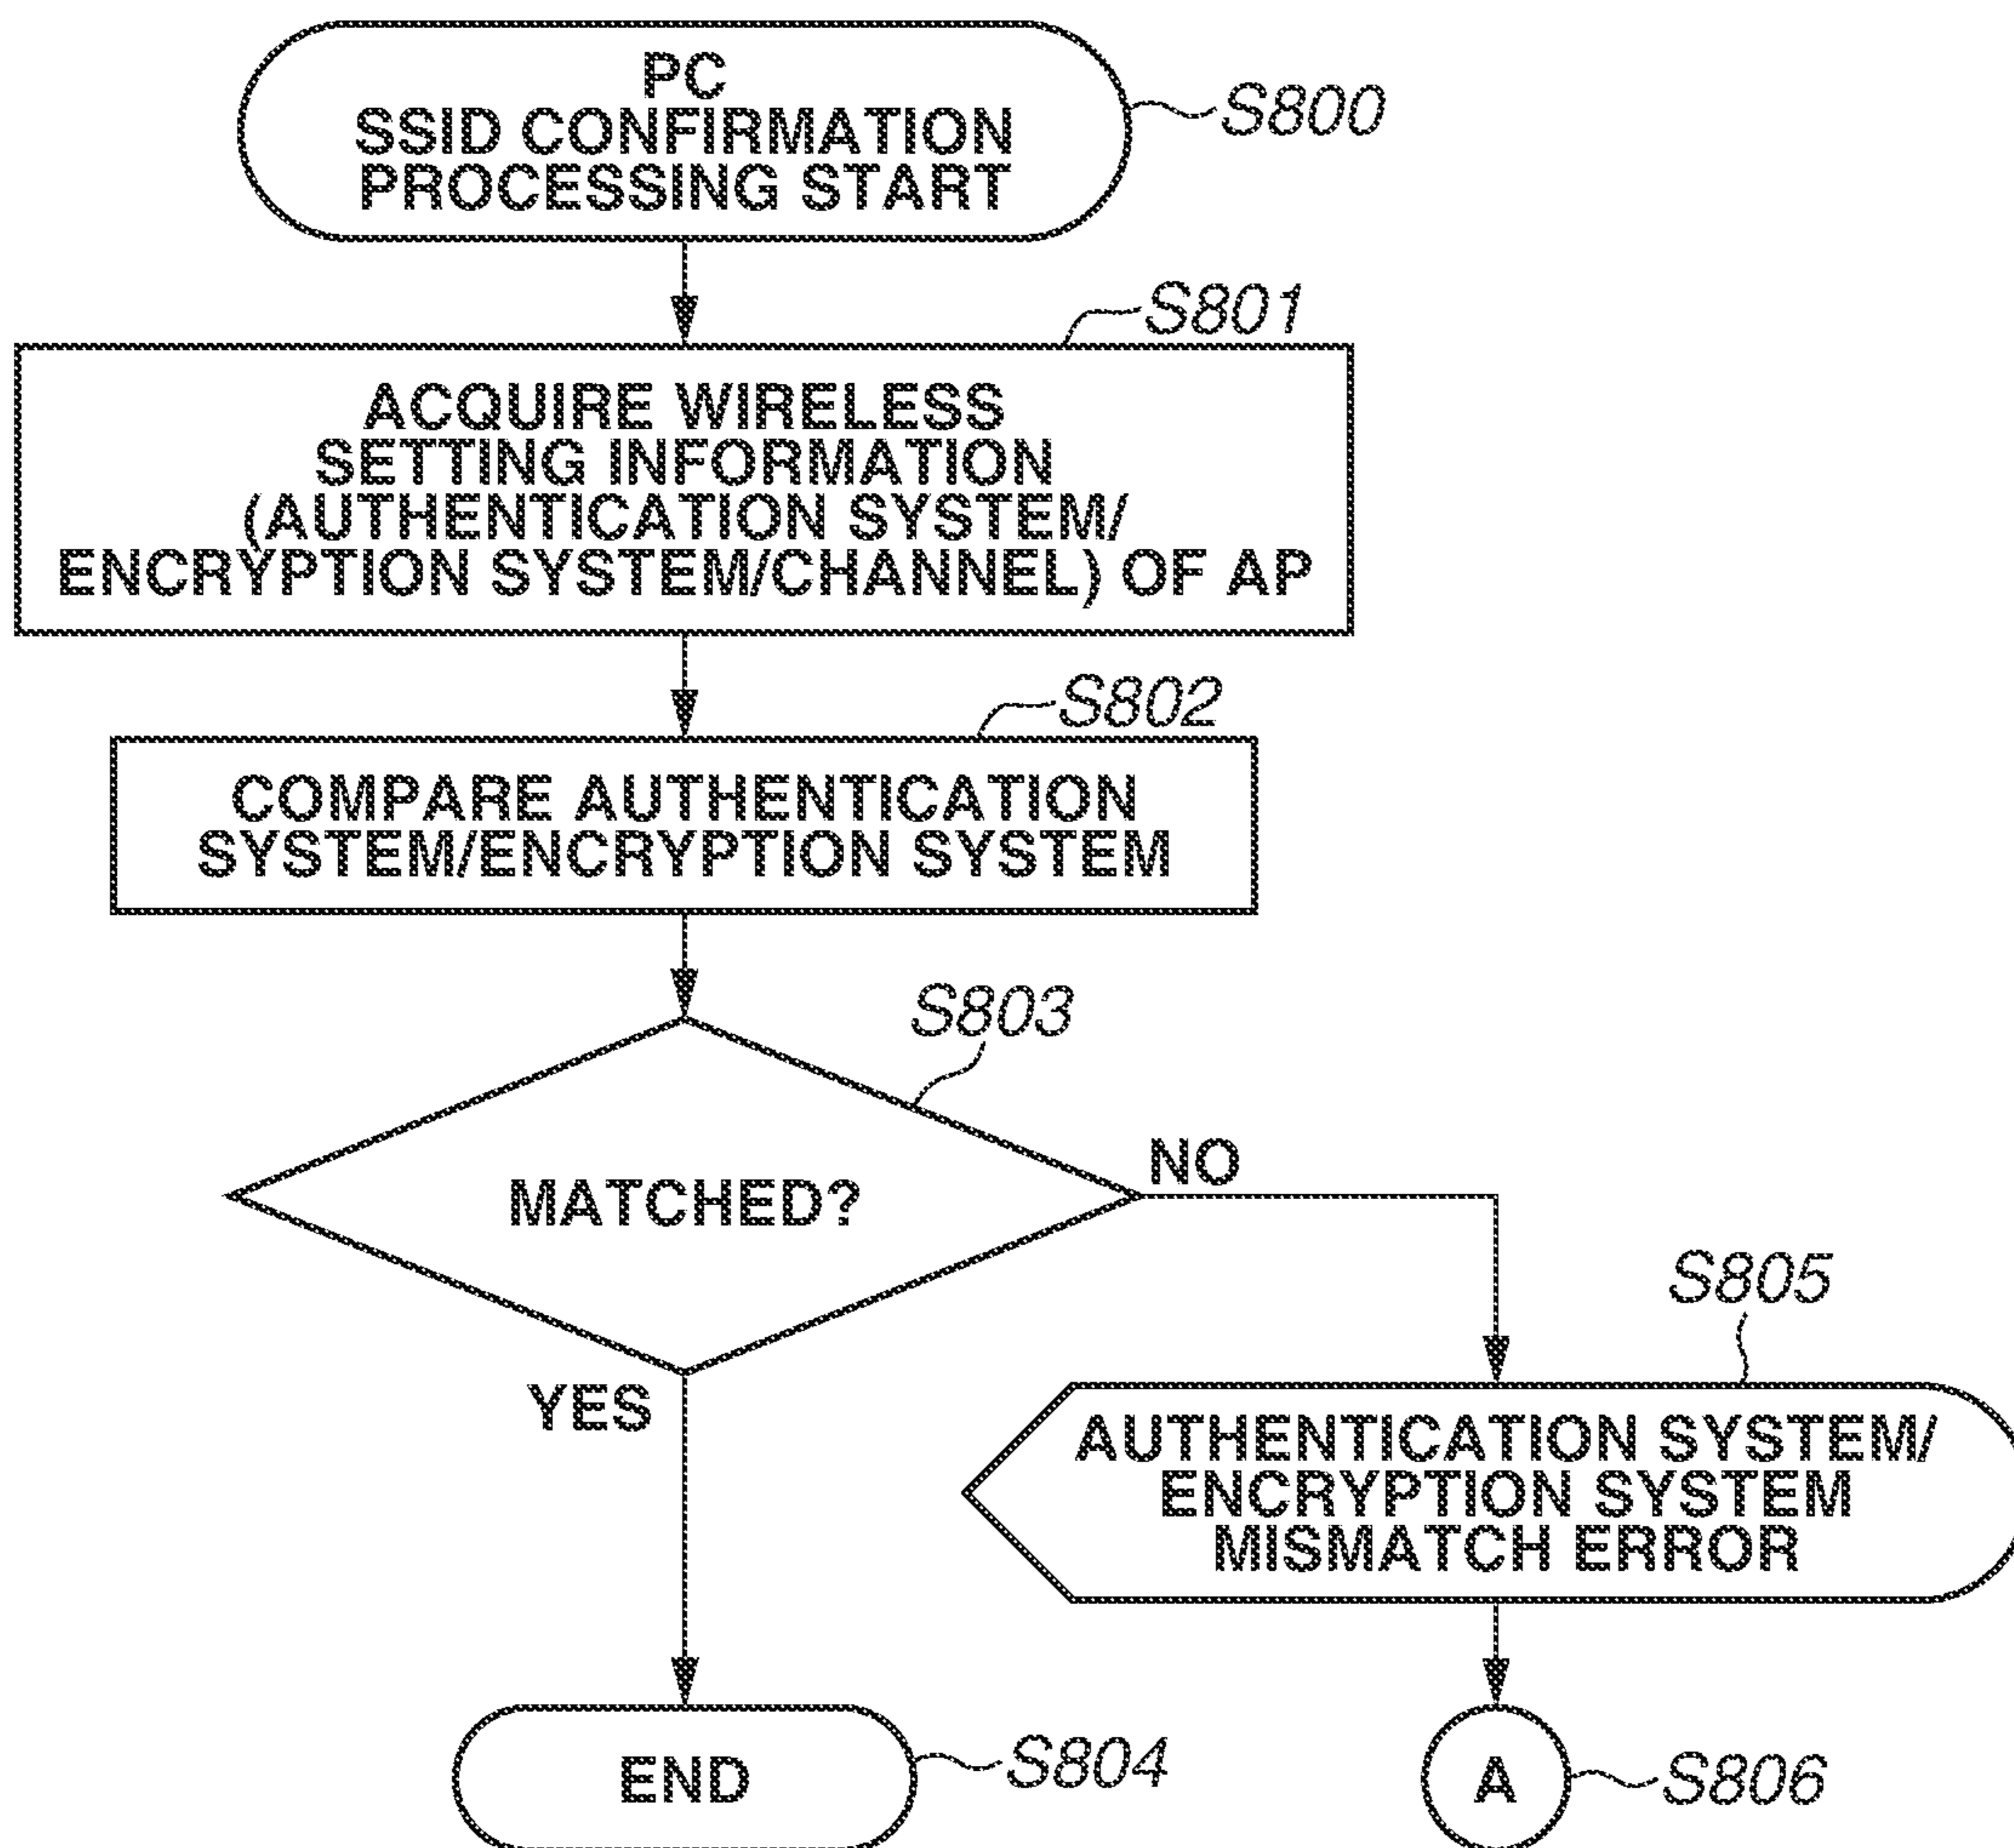 PC
SSID CONFIRMATION
PROCESSING START
S800
S801
ACQUIRE WIRELESS
SETTING INFORMATION
(AUTHENTICATION SYSTEM/
ENCRYPTION SYSTEM/CHANNEL) OF AP
S802
COMPARE AUTHENTICATION
SYSTEM/ENCRYPTION SYSTEM
S803
MATCHED?
NO
YES
S805
AUTHENTICATION SYSTEM/
ENCRYPTION SYSTEM
MISMATCH ERROR
END
S804
A
S806